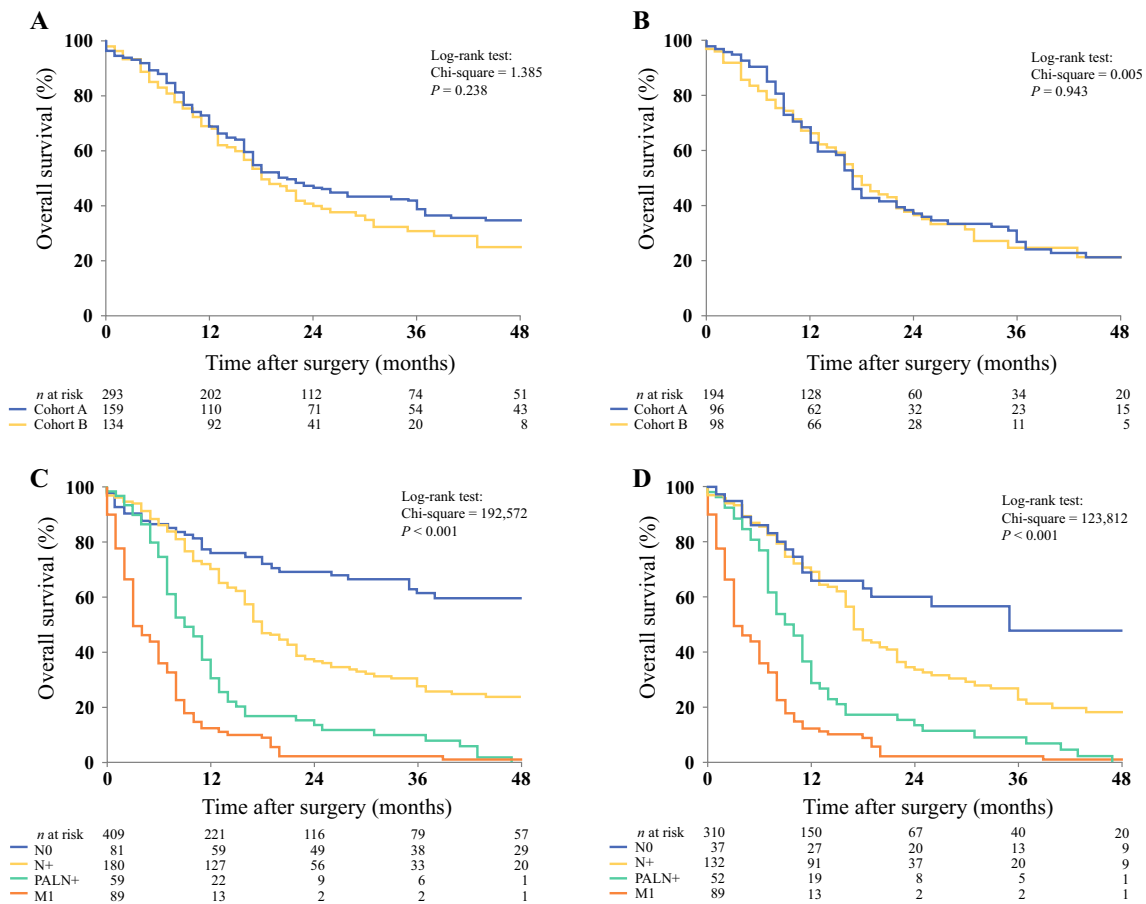 A
Overall survival (%)
100
80
60
40
20
0
Log-rank test:
Chi-square = 1.385
P = 0.238
0 12 24 36 48
Time after surgery (months)
n at risk 293 202 112 74 51
Cohort A 159 110 71 54 43
Cohort B 134 92 41 20 8
B
Overall survival (%)
100
80
60
40
20
0
Log-rank test:
Chi-square = 0.005
P = 0.943
0 12 24 36 48
Time after surgery (months)
n at risk 194 128 60 34 20
Cohort A 96 62 32 23 15
Cohort B 98 66 28 11 5
C
Overall survival (%)
100
80
60
40
20
0
Log-rank test:
Chi-square = 192,572
P < 0.001
0 12 24 36 48
Time after surgery (months)
n at risk 409 221 116 79 57
N0 81 59 49 38 29
N+ 180 127 56 33 20
PALN+ 59 22 9 6 1
M1 89 13 2 2 1
D
Overall survival (%)
100
80
60
40
20
0
Log-rank test:
Chi-square = 123,812
P < 0.001
0 12 24 36 48
Time after surgery (months)
n at risk 310 150 67 40 20
N0 37 27 20 13 9
N+ 132 91 37 20 9
PALN+ 52 19 8 5 1
M1 89 13 2 2 1